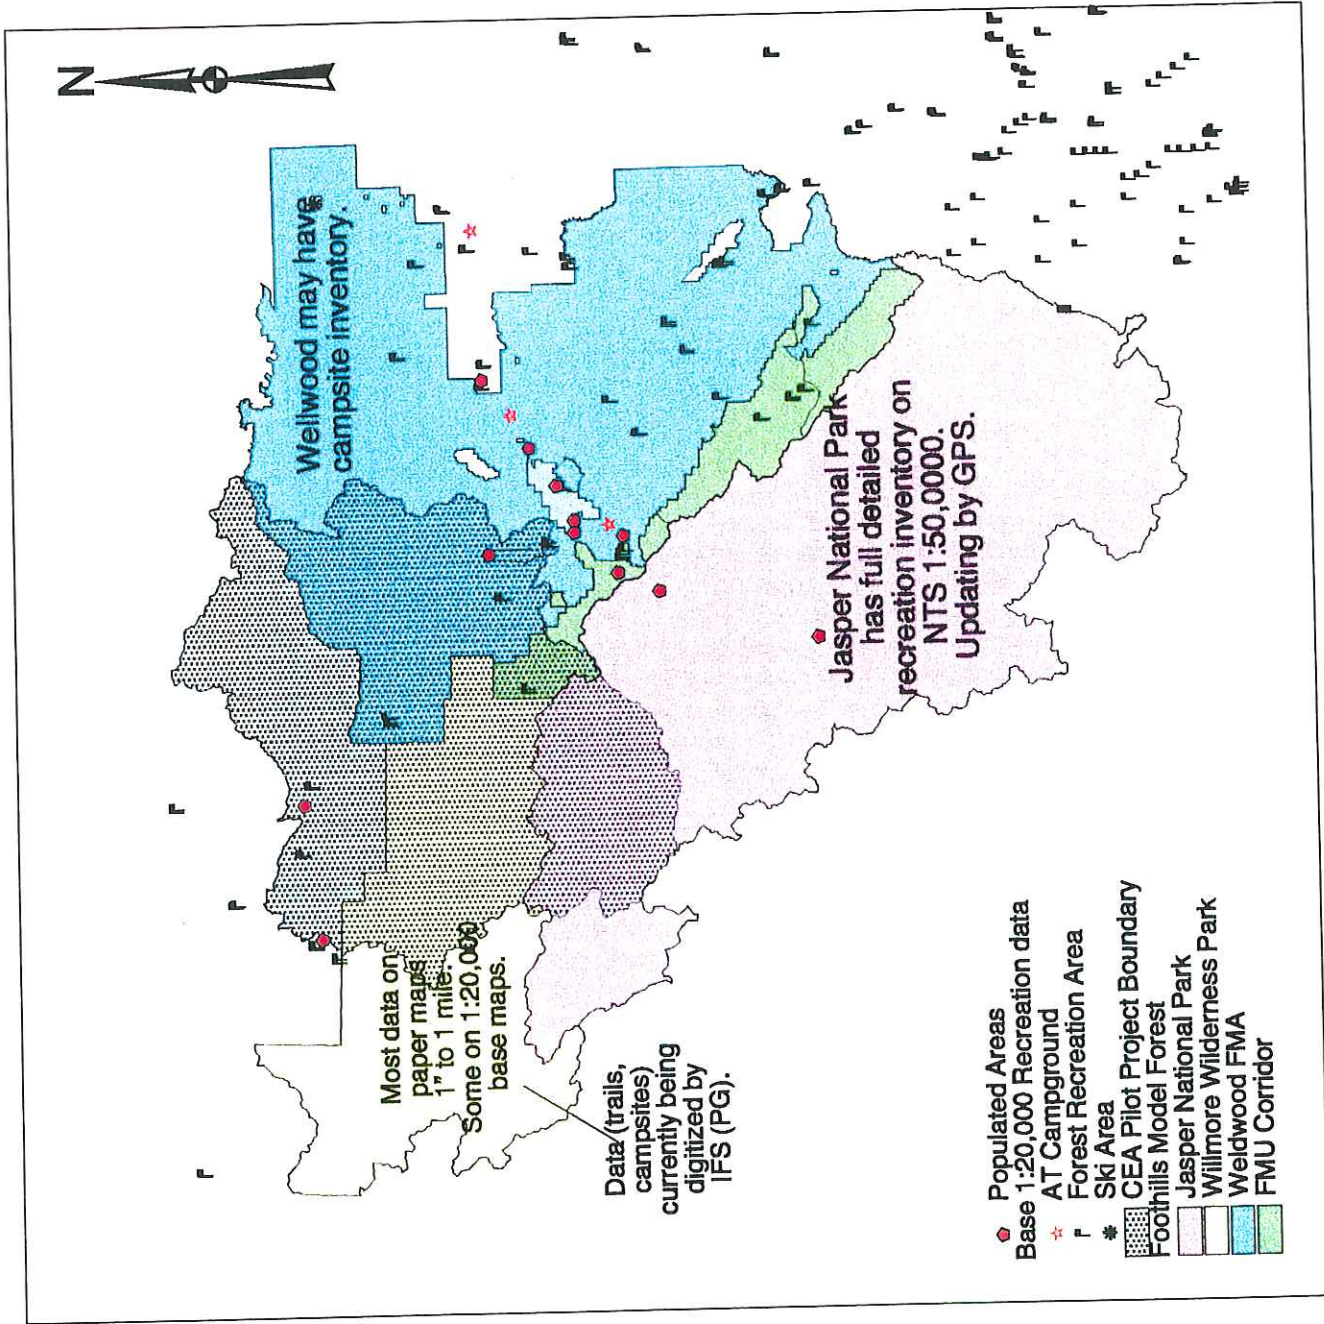 N
Wellwood may have
campsite inventory.
Jasper National Park
has full detailed
recreation inventory on
NTS 1:50,0000.
Updating by GPS.
Most data on
paper maps
1" to 1 mile.
Some on 1:20,000
base maps.
Data (trails,
campsites)
currently being
digitized by
IFS (PG).
Populated Areas
Base 1:20,000 Recreation data
AT Campground
Forest Recreation Area
Ski Area
CEA Pilot Project Boundary
Foothills Model Forest
Jasper National Park
Willmore Wilderness Park
Weldwood FMA
FMU Corridor